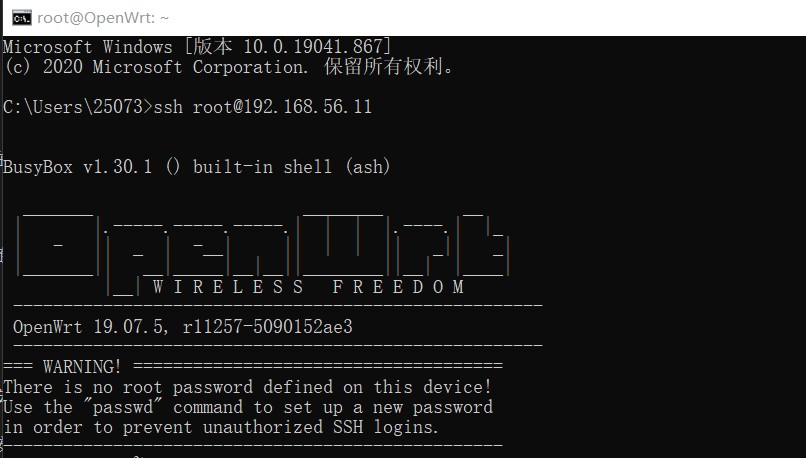 root@OpenWrt: ~
Microsoft Windows [版本 10.0.19041.867]
(c) 2020 Microsoft Corporation. 保留所有权利。
C:\Users\25073>ssh root@192.168.56.11
BusyBox v1.30.1 () built-in shell (ash)
OpenWrt
W I R E L E S S   F R E E D O M
-----------------------------------------------------
OpenWrt 19.07.5, r11257-5090152ae3
-----------------------------------------------------
=== WARNING! =====================================
There is no root password defined on this device!
Use the "passwd" command to set up a new password
in order to prevent unauthorized SSH logins.
--------------------------------------------------